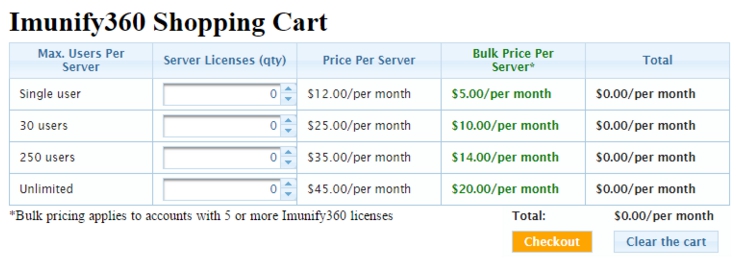 Imunify360 Shopping Cart
Max. Users Per Server Server Licenses (qty) Price Per Server Bulk Price Per Server* Total
Single user 0 $12.00/per month $5.00/per month $0.00/per month
30 users 0 $25.00/per month $10.00/per month $0.00/per month
250 users 0 $35.00/per month $14.00/per month $0.00/per month
Unlimited 0 $45.00/per month $20.00/per month $0.00/per month
*Bulk pricing applies to accounts with 5 or more Imunify360 licenses Total: $0.00/per month
Checkout Clear the cart